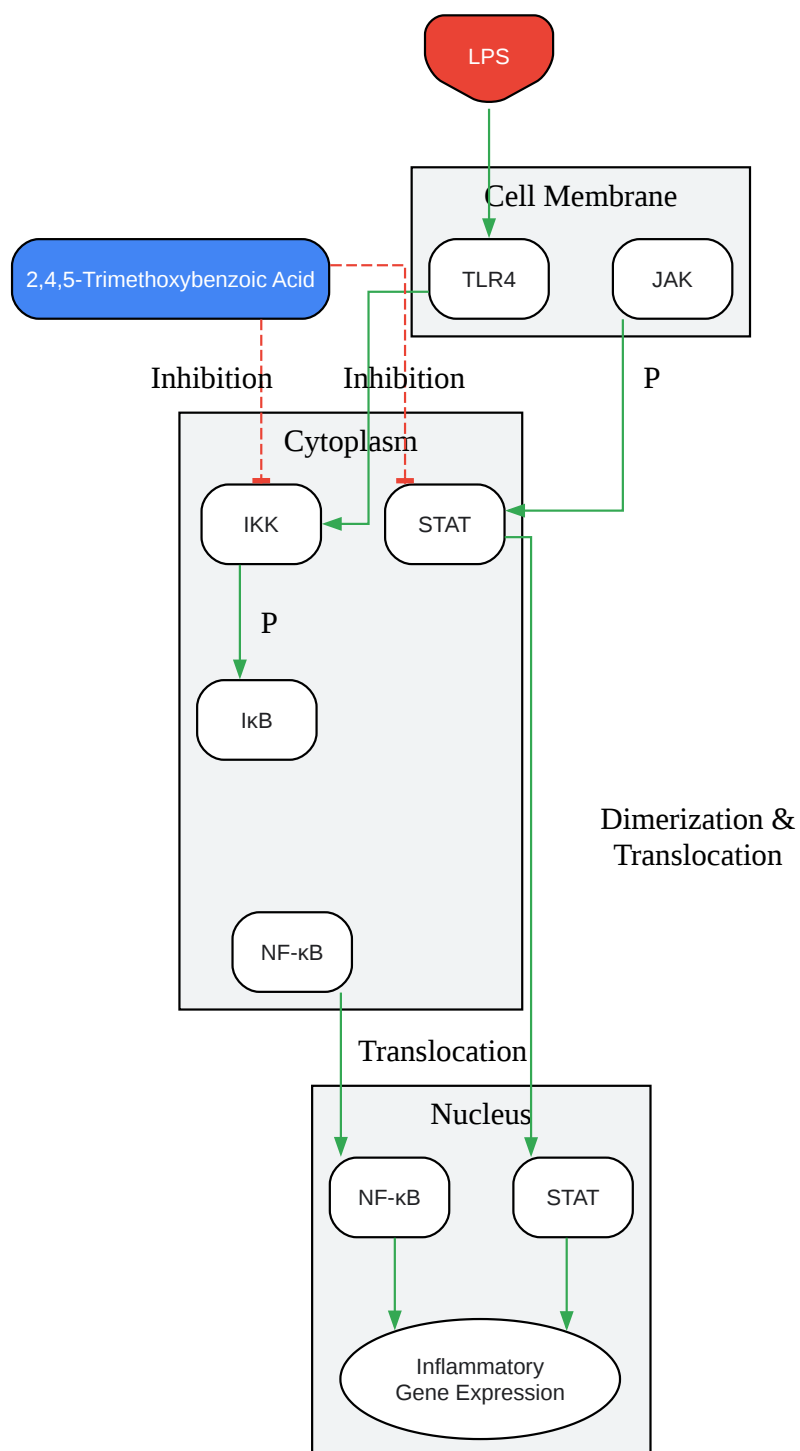 LPS
Cell Membrane
2,4,5-Trimethoxybenzoic Acid
TLR4
JAK
Inhibition
Inhibition
P
Cytoplasm
IKK
STAT
P
IκB
Dimerization &
Translocation
NF-κB
Translocation
Nucleus
NF-κB
STAT
Inflammatory
Gene Expression